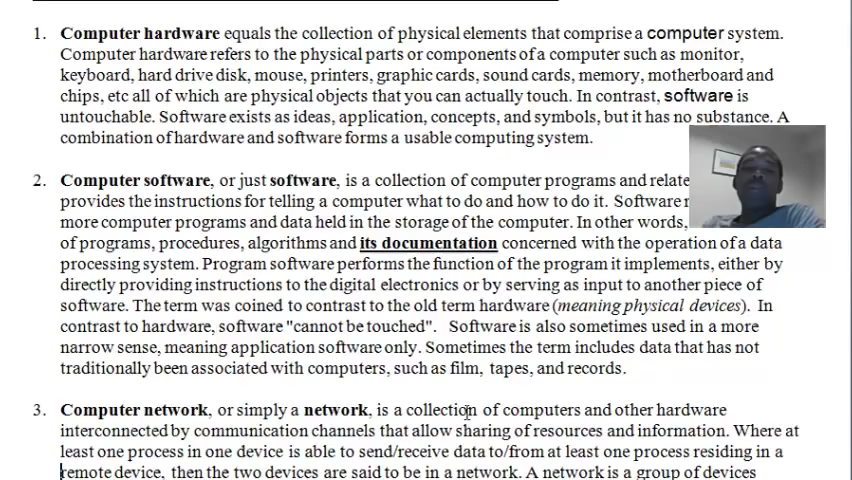 1. Computer hardware equals the collection of physical elements that comprise a computer system.
Computer hardware refers to the physical parts or components of a computer such as monitor,
keyboard, hard drive disk, mouse, printers, graphic cards, sound cards, memory, motherboard and
chips, etc all of which are physical objects that you can actually touch. In contrast, software is
untouchable. Software exists as ideas, application, concepts, and symbols, but it has no substance. A
combination of hardware and software forms a usable computing system.
2. Computer software, or just software, is a collection of computer programs and relate
provides the instructions for telling a computer what to do and how to do it. Software
more computer programs and data held in the storage of the computer. In other words,
of programs, procedures, algorithms and its documentation concerned with the operation of a data
processing system. Program software performs the function of the program it implements, either by
directly providing instructions to the digital electronics or by serving as input to another piece of
software. The term was coined to contrast to the old term hardware (meaning physical devices). In
contrast to hardware, software "cannot be touched". Software is also sometimes used in a more
narrow sense, meaning application software only. Sometimes the term includes data that has not
traditionally been associated with computers, such as film, tapes, and records.
3. Computer network, or simply a network, is a collection of computers and other hardware
interconnected by communication channels that allow sharing of resources and information. Where at
least one process in one device is able to send/receive data to/from at least one process residing in a
remote device, then the two devices are said to be in a network. A network is a group of devices